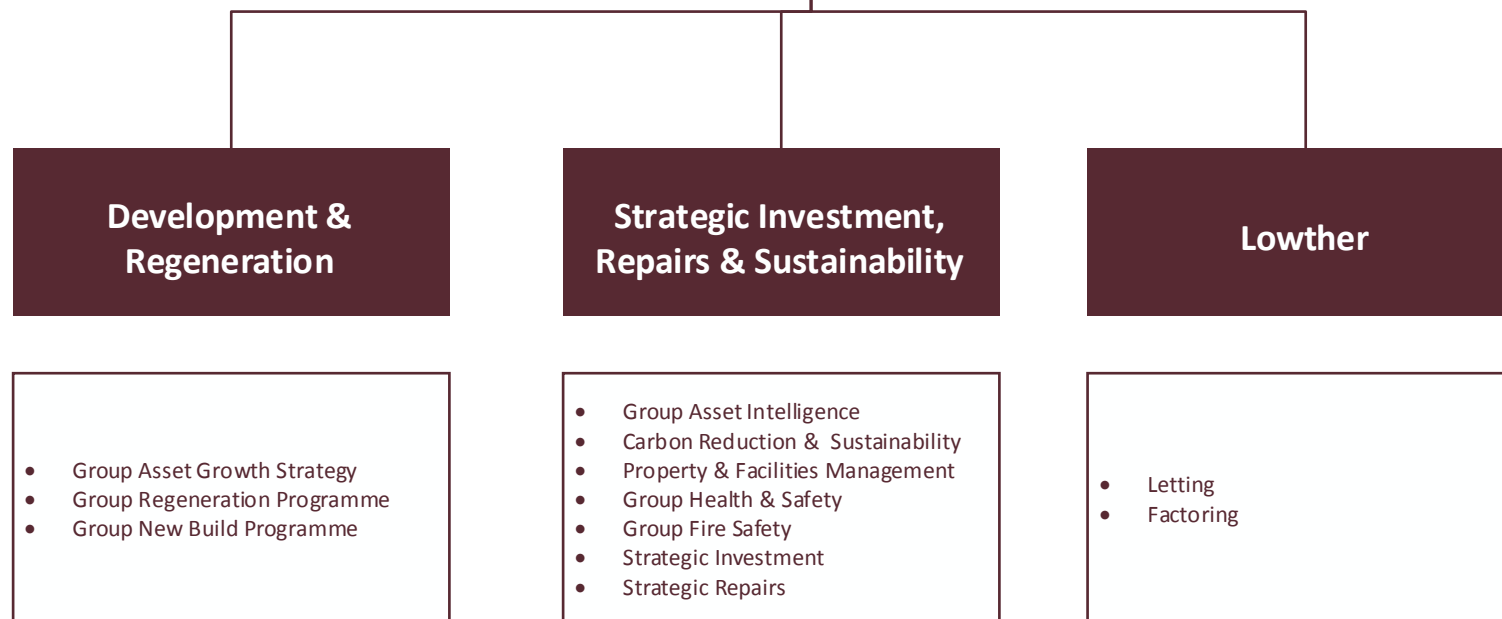 Development &
Regeneration
Strategic Investment,
Repairs & Sustainability
Lowther
• Group Asset Growth Strategy
• Group Regeneration Programme
• Group New Build Programme
• Group Asset Intelligence
• Carbon Reduction & Sustainability
• Property & Facilities Management
• Group Health & Safety
• Group Fire Safety
• Strategic Investment
• Strategic Repairs
• Letting
• Factoring